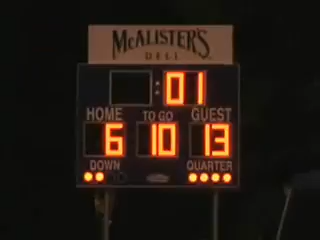 McALISTER'S
DELI
:01
HOME TO GO GUEST
6 10 13
DOWN QUARTER